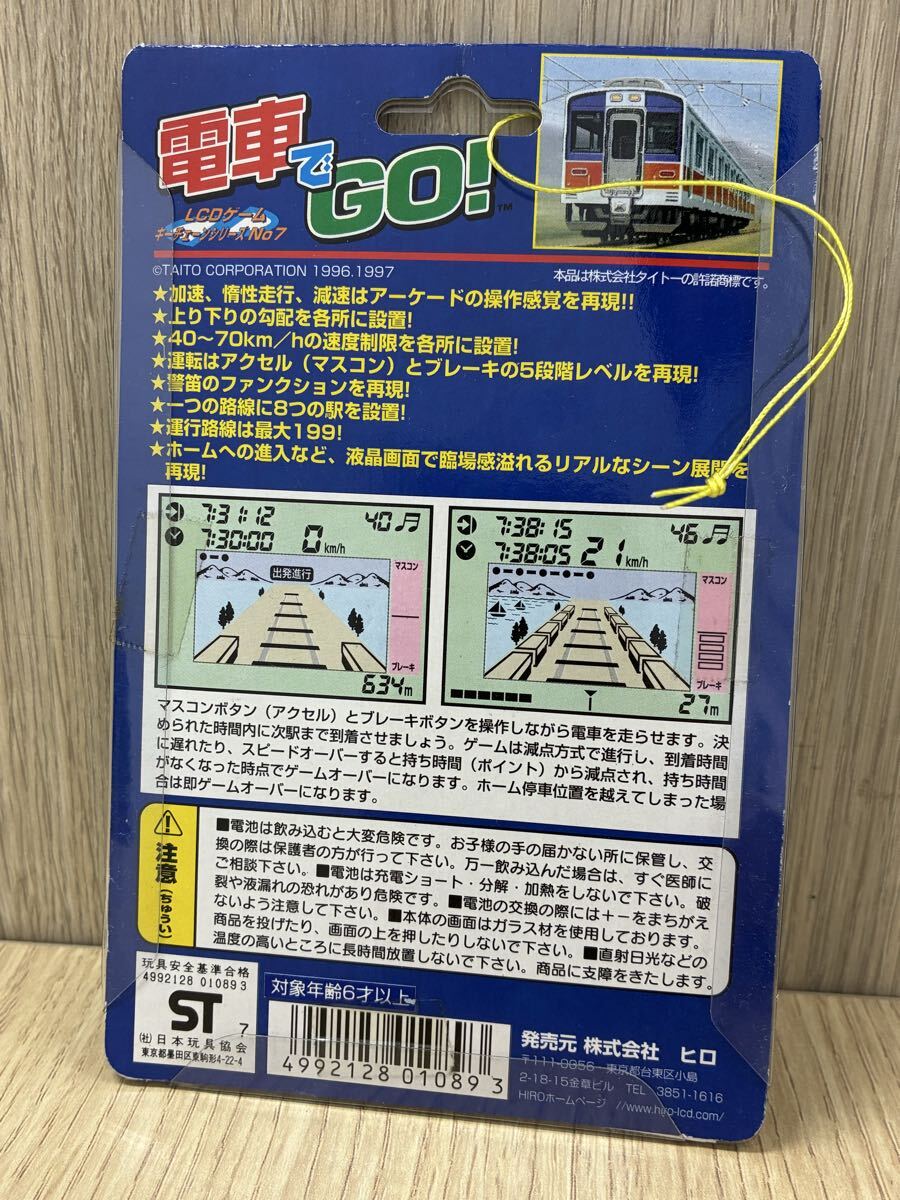 電車でGO!™
LCDゲーム
キーチェーンシリーズNo7
©TAITO CORPORATION 1996.1997
本品は株式会社タイトーの許諾商標です。
★加速、惰性走行、減速はアーケードの操作感覚を再現!!
★上り下りの勾配を各所に設置!
★40〜70km/hの速度制限を各所に設置!
★運転はアクセル（マスコン）とブレーキの5段階レベルを再現!
★警笛のファンクションを再現!
★一つの路線に8つの駅を設置!
★運行路線は最大199!
★ホームへの進入など、液晶画面で臨場感溢れるリアルなシーン展開を
再現!
7:31:12 40
7:30:00 0 km/h
マスコン
出発進行
ブレーキ
634m
7:38:15 46
7:38:05 21 km/h
マスコン
ブレーキ
27m
マスコンボタン（アクセル）とブレーキボタンを操作しながら電車を走らせます。決
められた時間内に次駅まで到着させましょう。ゲームは減点方式で進行し、到着時間
に遅れたり、スピードオーバーすると持ち時間（ポイント）から減点され、持ち時間
がなくなった時点でゲームオーバーになります。ホーム停車位置を越えてしまった場
合は即ゲームオーバーになります。
注意（ちゅうい）
■電池は飲み込むと大変危険です。お子様の手の届かない所に保管し、交
換の際は保護者の方が行って下さい。万一飲み込んだ場合は、すぐ医師に
ご相談下さい。■電池は充電ショート・分解・加熱をしないで下さい。破
裂や液漏れの恐れがあり危険です。■電池の交換の際には＋−をまちがえ
ないよう注意して下さい。■本体の画面はガラス材を使用しております。
商品を投げたり、画面の上を押したりしないで下さい。■直射日光などの
温度の高いところに長時間放置しないで下さい。商品に支障をきたします。
玩具安全基準合格
4992128 010893
ST 7
(社)日本玩具協会
東京都墨田区東駒形4-22-4
対象年齢6才以上
4992128 010893
発売元 株式会社 ヒロ
〒111-0056 東京都台東区小島
2-18-15金章ビル TEL 3851-1616
HIROホームページ //www.hiro-lcd.com/